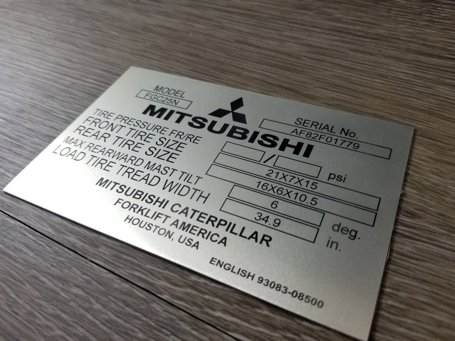 MODEL
FGC25N
MITSUBISHI
SERIAL No.
AF82F01779
TIRE PRESSURE FR/RE / psi
FRONT TIRE SIZE 21X7X15
REAR TIRE SIZE 16X6X10.5
MAX REARWARD MAST TILT 6 deg.
LOAD TIRE TREAD WIDTH 34.9 in.
MITSUBISHI CATERPILLAR
FORKLIFT AMERICA
HOUSTON, USA
ENGLISH 93083-08500